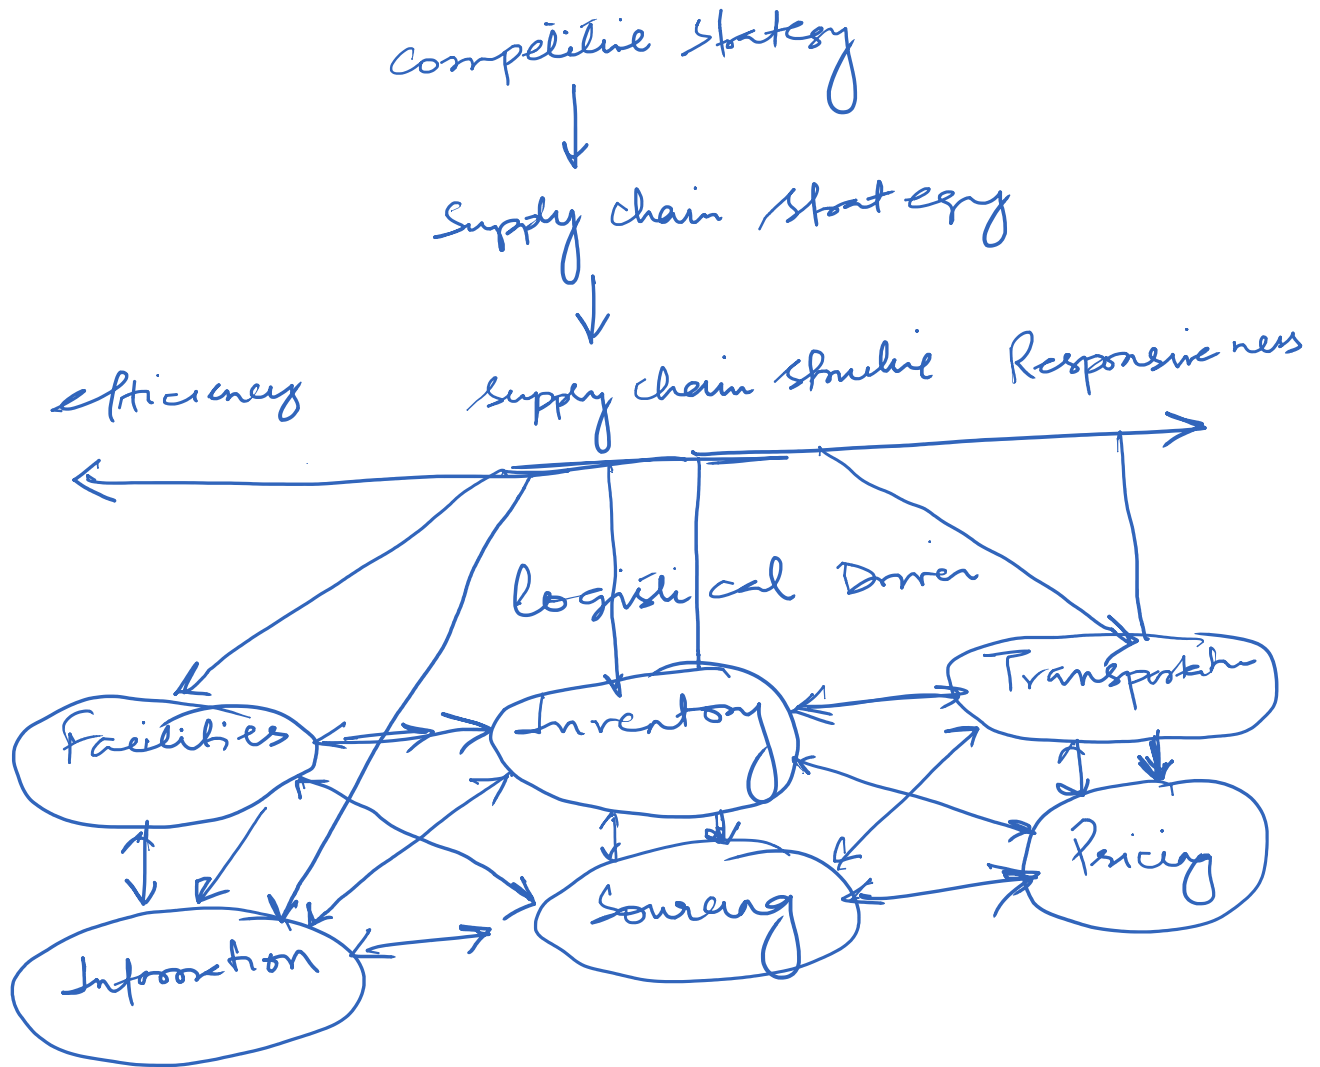 Competitive Strategy
Supply chain strategy
efficiency
Supply chain Structure
Responsiveness
Logistical Driver
Facilities
Inventory
Transportation
Information
Sourcing
Pricing